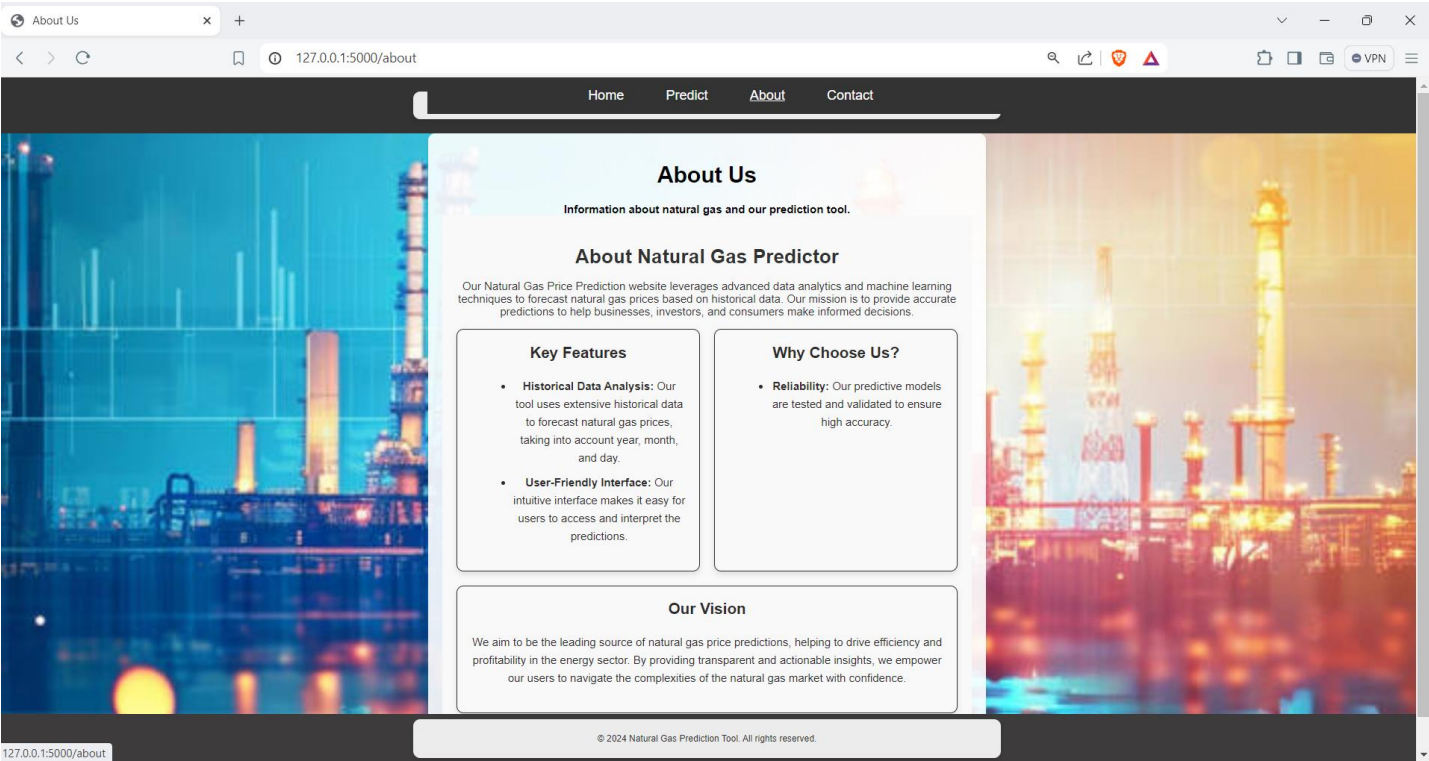 About Us
127.0.0.1:5000/about
VPN
Home Predict About Contact
About Us
Information about natural gas and our prediction tool.
About Natural Gas Predictor
Our Natural Gas Price Prediction website leverages advanced data analytics and machine learning
techniques to forecast natural gas prices based on historical data. Our mission is to provide accurate
predictions to help businesses, investors, and consumers make informed decisions.
Key Features
• Historical Data Analysis: Our
tool uses extensive historical data
to forecast natural gas prices,
taking into account year, month,
and day.
• User-Friendly Interface: Our
intuitive interface makes it easy for
users to access and interpret the
predictions.
Why Choose Us?
• Reliability: Our predictive models
are tested and validated to ensure
high accuracy.
Our Vision
We aim to be the leading source of natural gas price predictions, helping to drive efficiency and
profitability in the energy sector. By providing transparent and actionable insights, we empower
our users to navigate the complexities of the natural gas market with confidence.
© 2024 Natural Gas Prediction Tool. All rights reserved.
127.0.0.1:5000/about